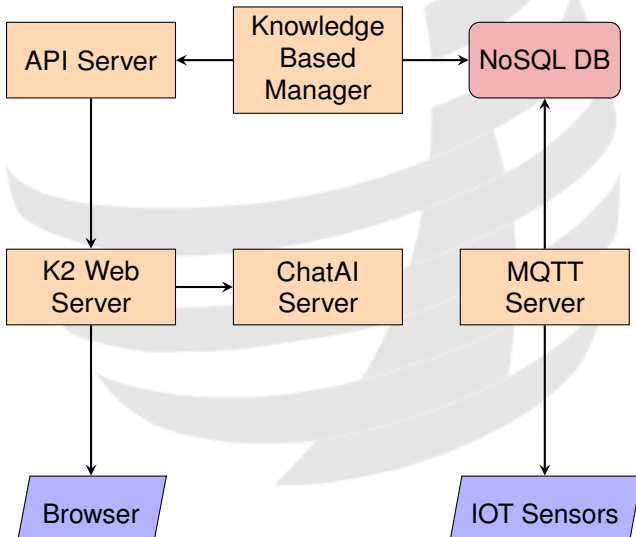 API Server
Knowledge
Based
Manager
NoSQL DB
K2 Web
Server
ChatAI
Server
MQTT
Server
Browser
IOT Sensors